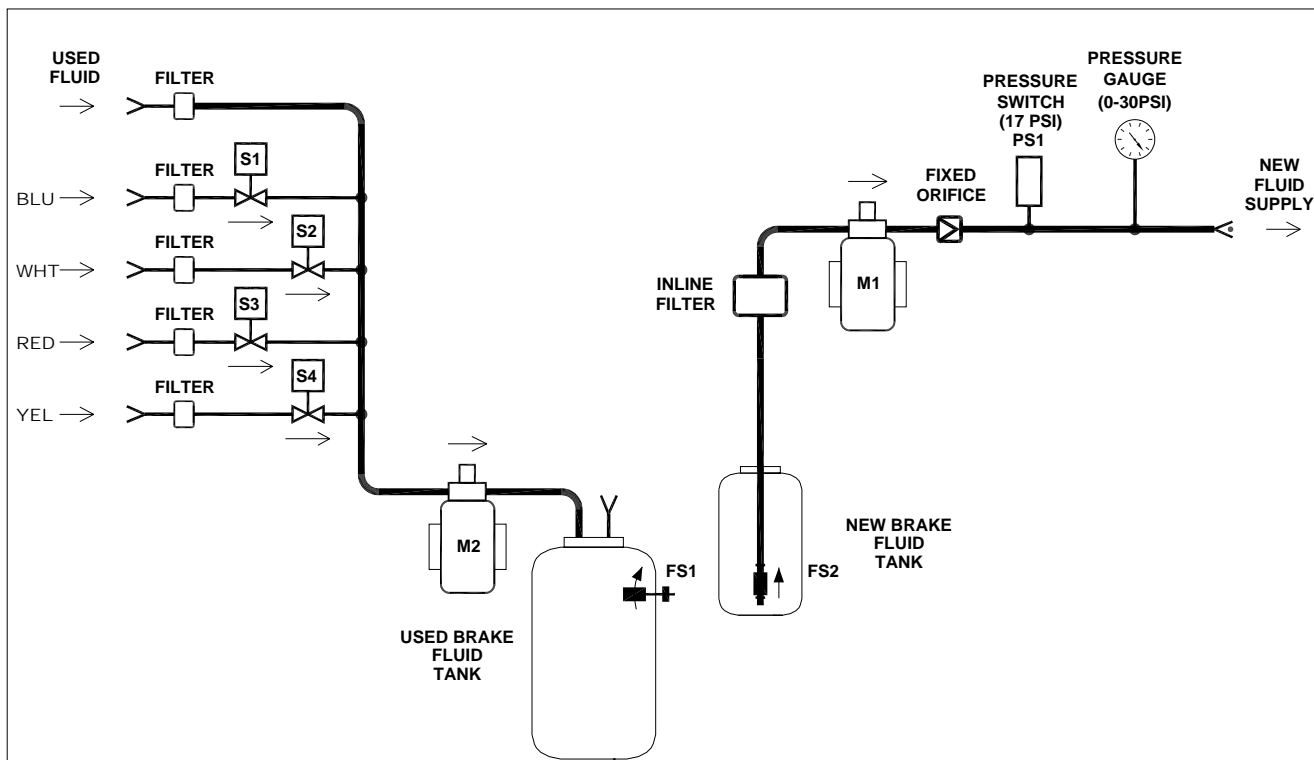 USED
FLUID
FILTER
FILTER
S1
BLU
FILTER
S2
WHT
FILTER
S3
RED
FILTER
S4
YEL
M2
USED BRAKE
FLUID
TANK
FS1
PRESSURE
SWITCH
(17 PSI)
PS1
PRESSURE
GAUGE
(0-30PSI)
FIXED
ORIFICE
NEW
FLUID
SUPPLY
INLINE
FILTER
M1
NEW BRAKE
FLUID
TANK
FS2